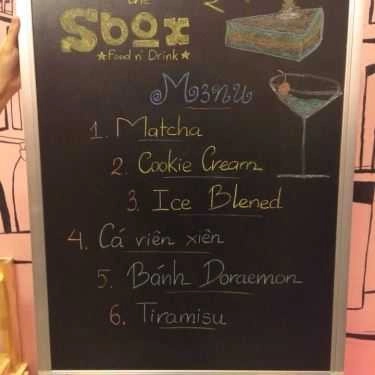 the
Sbox
★Food n' Drink★
M3nu
1. Matcha
2. Cookie Cream
3. Ice Blened
4. Cá viên xiên
5. Bánh Doraemon
6. Tiramisu